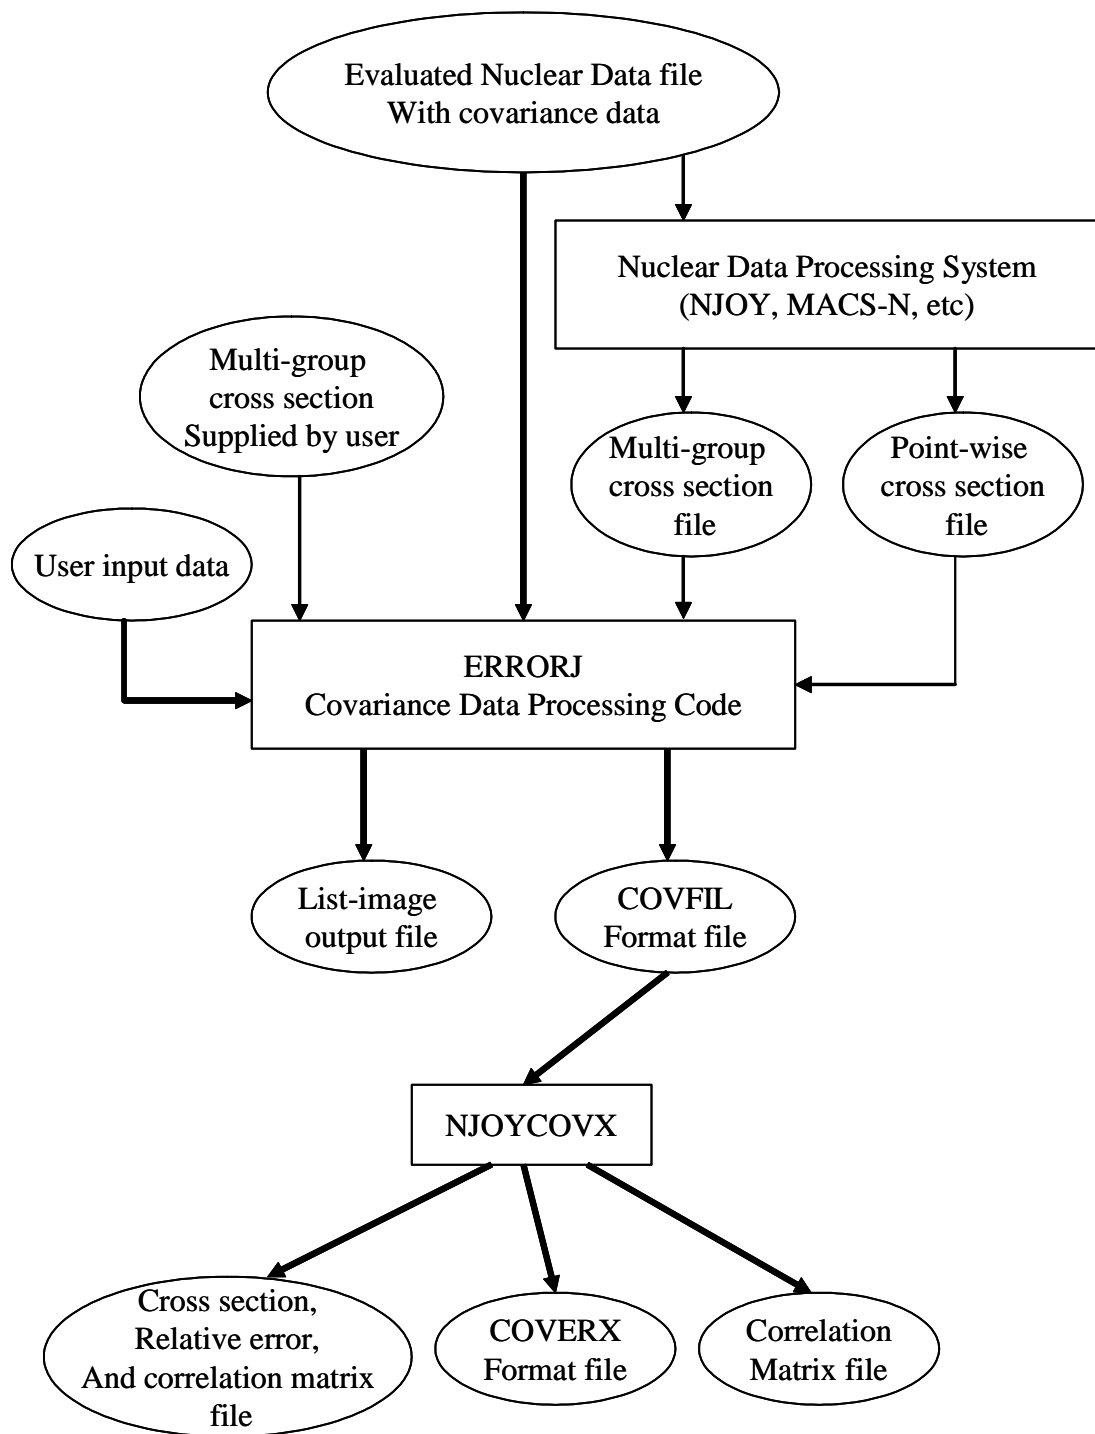 Evaluated Nuclear Data file
With covariance data
Nuclear Data Processing System
(NJOY, MACS-N, etc)
Multi-group
cross section
Supplied by user
Multi-group
cross section
file
Point-wise
cross section
file
User input data
ERRORJ
Covariance Data Processing Code
List-image
output file
COVFIL
Format file
NJOYCOVX
Cross section,
Relative error,
And correlation matrix
file
COVERX
Format file
Correlation
Matrix file